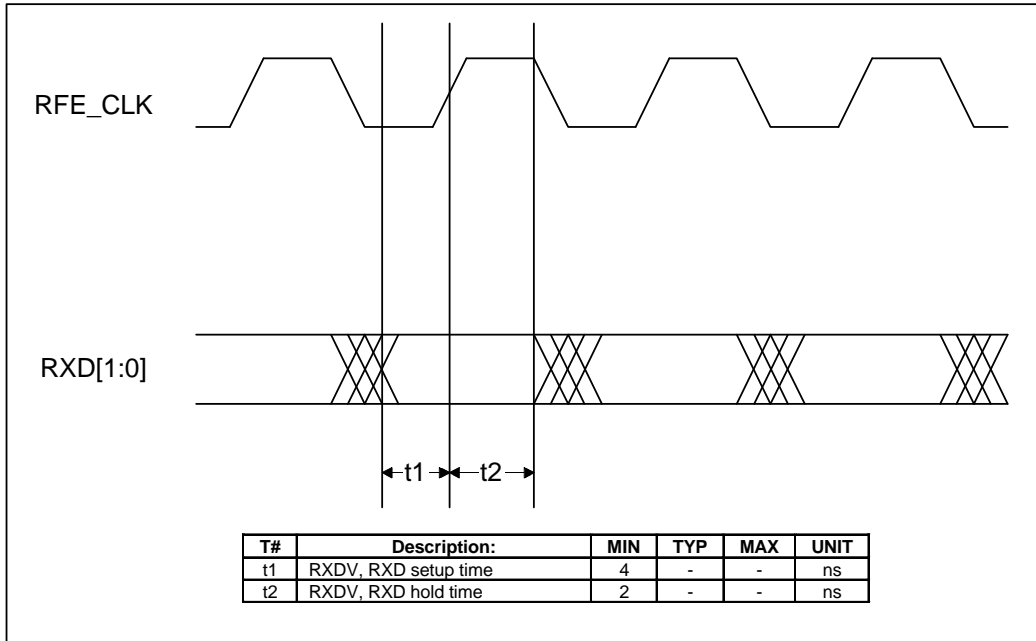 RFE_CLK
RXD[1:0]
t1 t2
T# Description: MIN TYP MAX UNIT
t1 RXDV, RXD setup time 4 - - ns
t2 RXDV, RXD hold time 2 - - ns